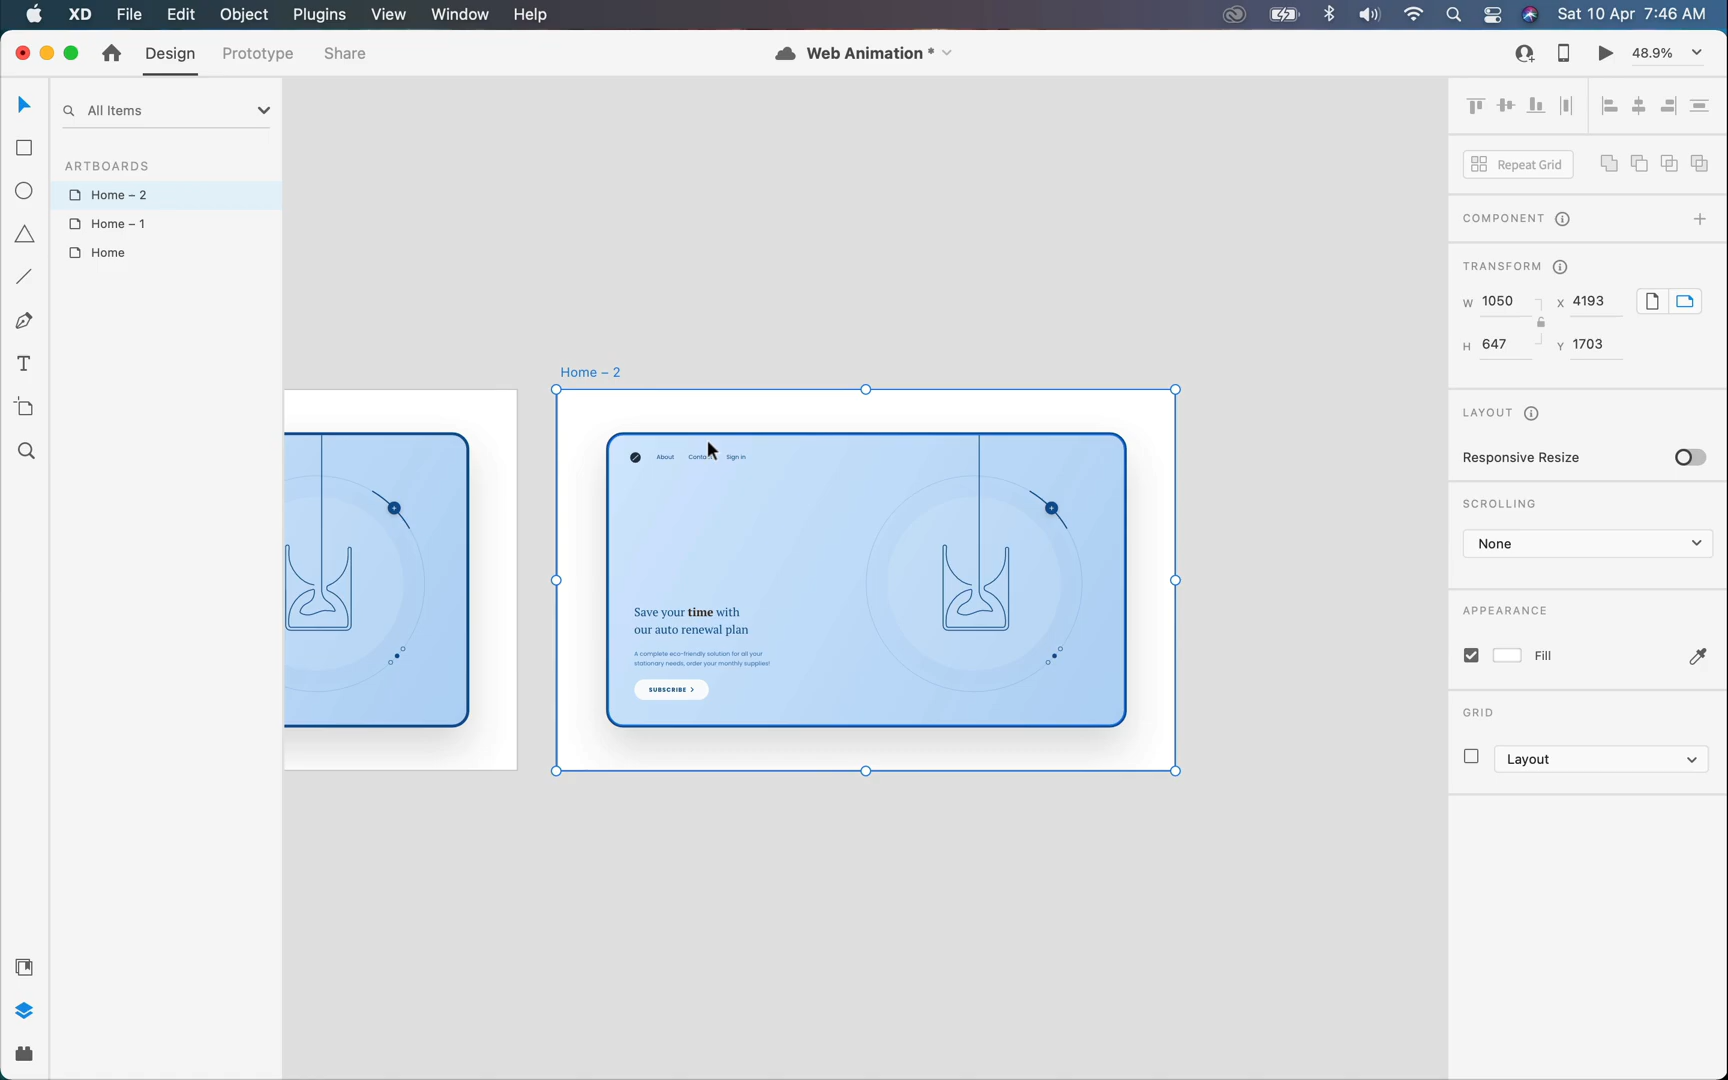 XD File Edit Object Plugins View Window Help
Sat 10 Apr 7:46 AM
Design Prototype Share
Web Animation *
48.9%
All Items
ARTBOARDS
Home – 2
Home – 1
Home
Home – 2
About
Sign in
Save your time with
our auto renewal plan
A complete eco-friendly solution for all your
stationary needs, order your monthly supplies!
SUBSCRIBE >
Repeat Grid
COMPONENT
TRANSFORM
W 1050 X 4193
H 647 Y 1703
LAYOUT
Responsive Resize
SCROLLING
None
APPEARANCE
Fill
GRID
Layout